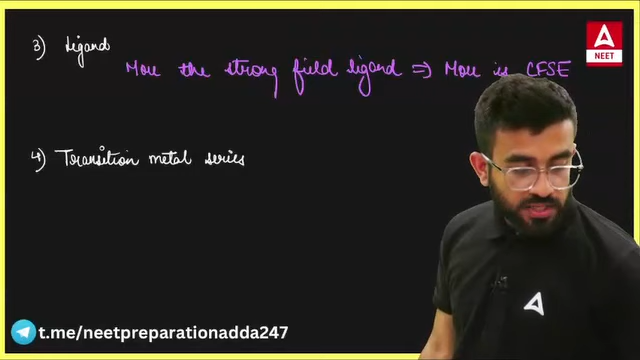 3) Ligand
More the strong field ligand ⇒ More is CFSE
4) Transition metal series
A
NEET
t.me/neetpreparationadda247